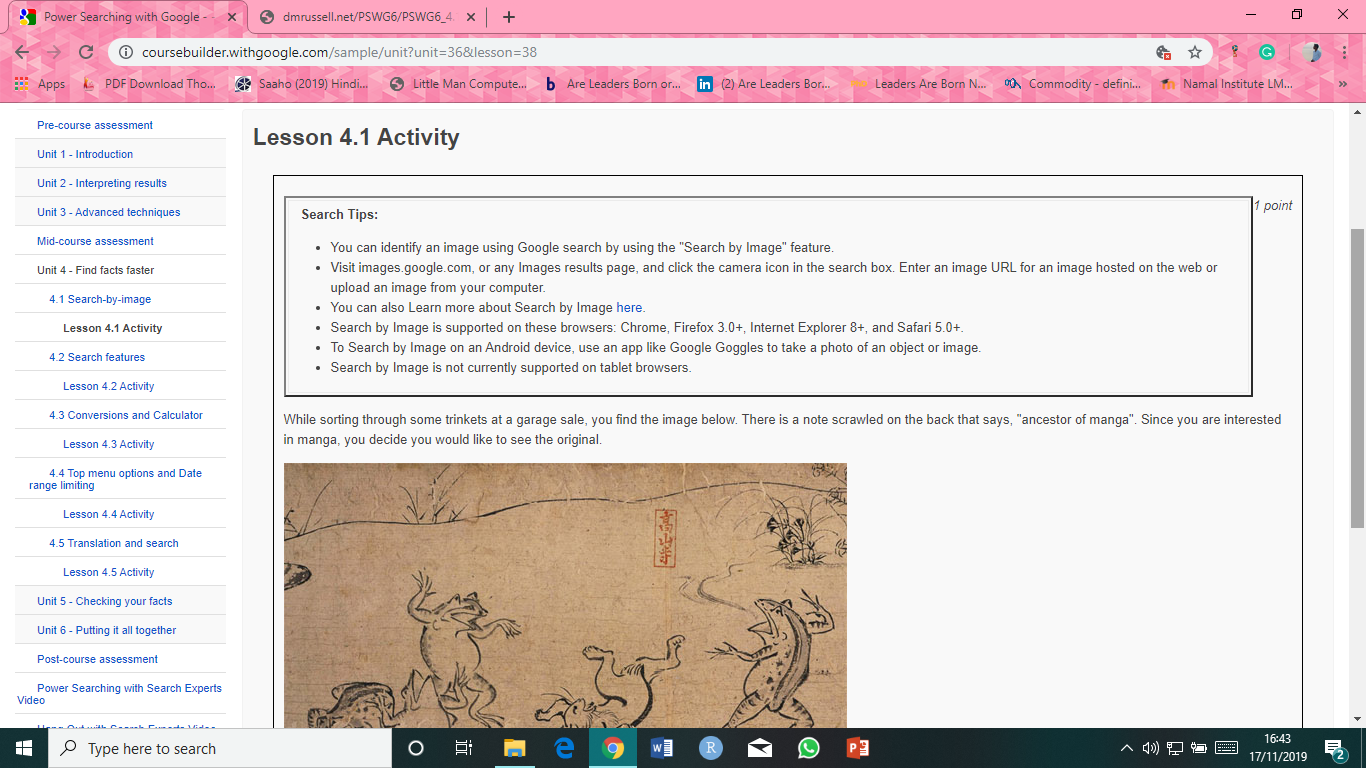 Power Searching with Google -
dmrussell.net/PSWG6/PSWG6_4.
coursebuilder.withgoogle.com/sample/unit?unit=36&lesson=38
Apps
PDF Download Tho...
Saaho (2019) Hindi...
Little Man Compute...
Are Leaders Born or...
(2) Are Leaders Bor...
Leaders Are Born N...
Commodity - defini...
Namal Institute LM...
Pre-course assessment
Unit 1 - Introduction
Unit 2 - Interpreting results
Unit 3 - Advanced techniques
Mid-course assessment
Unit 4 - Find facts faster
4.1 Search-by-image
Lesson 4.1 Activity
4.2 Search features
Lesson 4.2 Activity
4.3 Conversions and Calculator
Lesson 4.3 Activity
4.4 Top menu options and Date
range limiting
Lesson 4.4 Activity
4.5 Translation and search
Lesson 4.5 Activity
Unit 5 - Checking your facts
Unit 6 - Putting it all together
Post-course assessment
Power Searching with Search Experts
Video
Lesson 4.1 Activity
1 point
Search Tips:
You can identify an image using Google search by using the "Search by Image" feature.
Visit images.google.com, or any Images results page, and click the camera icon in the search box. Enter an image URL for an image hosted on the web or
upload an image from your computer.
You can also Learn more about Search by Image here.
Search by Image is supported on these browsers: Chrome, Firefox 3.0+, Internet Explorer 8+, and Safari 5.0+.
To Search by Image on an Android device, use an app like Google Goggles to take a photo of an object or image.
Search by Image is not currently supported on tablet browsers.
While sorting through some trinkets at a garage sale, you find the image below. There is a note scrawled on the back that says, "ancestor of manga". Since you are interested
in manga, you decide you would like to see the original.
高山寺
Type here to search
16:43
17/11/2019
2